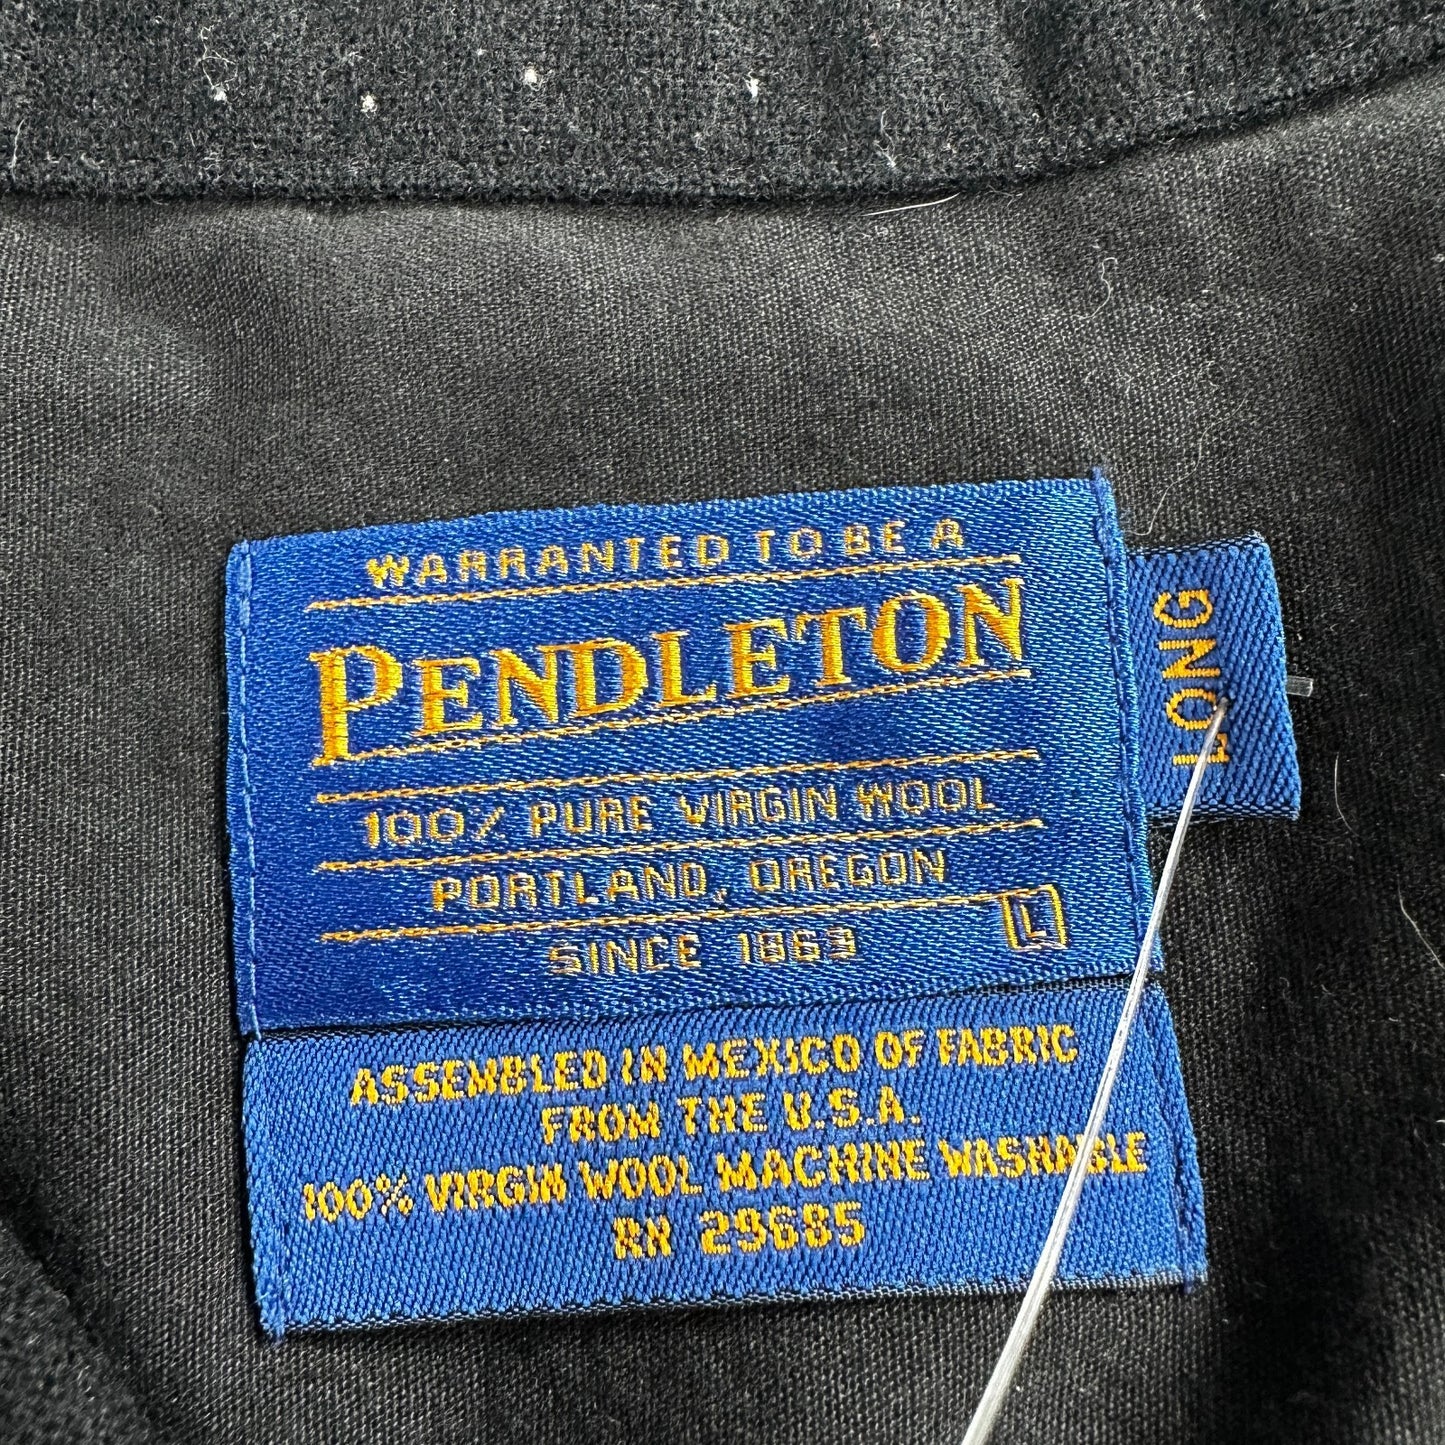 WARRANTED TO BE A
PENDLETON
100% PURE VIRGIN WOOL
PORTLAND, OREGON
SINCE 1863
L
LONG
ASSEMBLED IN MEXICO OF FABRIC
FROM THE U.S.A.
100% VIRGIN WOOL MACHINE WASHABLE
RN 29685